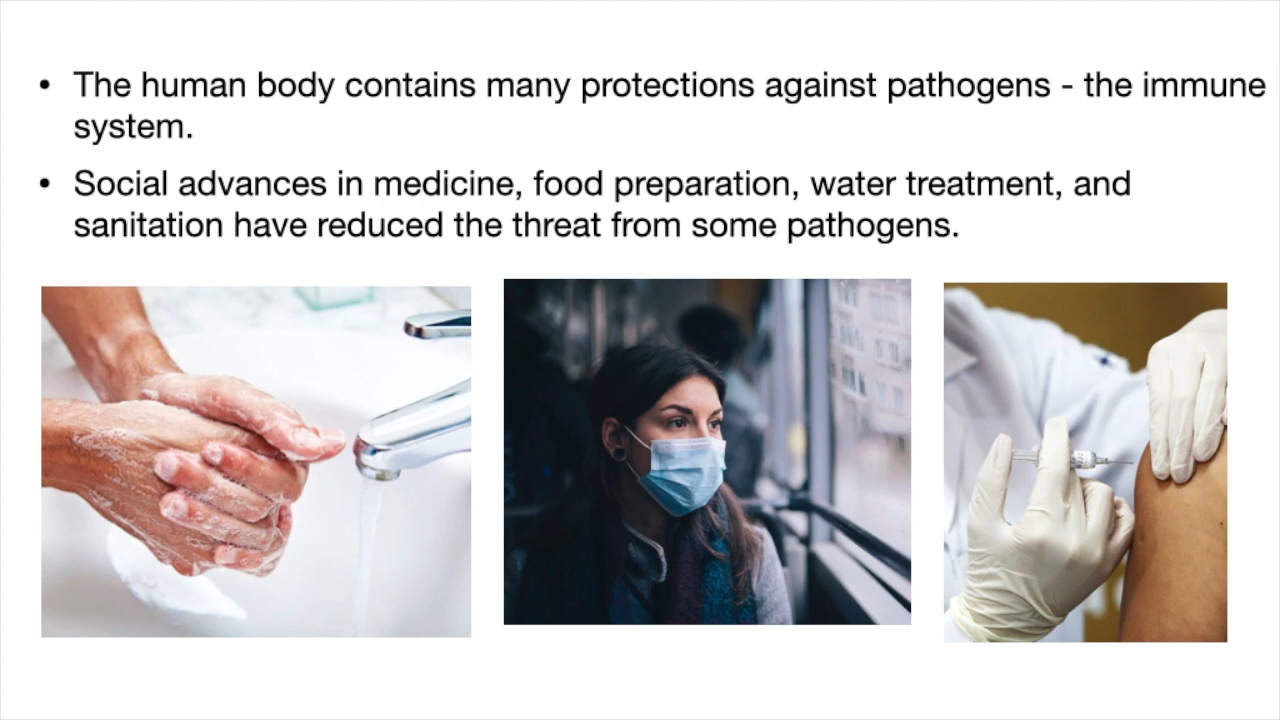 • The human body contains many protections against pathogens - the immune
system.
• Social advances in medicine, food preparation, water treatment, and
sanitation have reduced the threat from some pathogens.